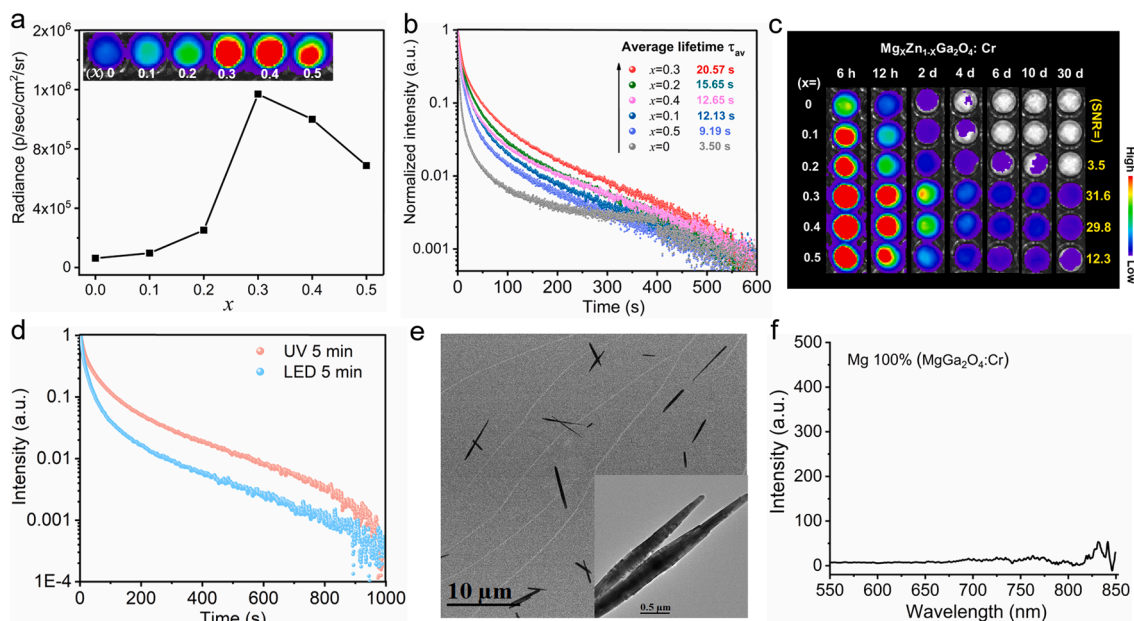 a
Radiance (p/sec/cm²/sr)
2x10⁶
1x10⁶
8x10⁵
4x10⁵
0
(X) 0 0.1 0.2 0.3 0.4 0.5
0.0 0.1 0.2 0.3 0.4 0.5
x
b
Normalized intensity (a.u.)
1
0.1
0.01
0.001
Average lifetime τav
x=0.3 20.57 s
x=0.2 15.65 s
x=0.4 12.65 s
x=0.1 12.13 s
x=0.5 9.19 s
x=0 3.50 s
0 100 200 300 400 500 600
Time (s)
c
MgₓZn₁₋ₓGa₂O₄: Cr
(x=) 6 h 12 h 2 d 4 d 6 d 10 d 30 d
0
0.1
0.2 3.5
0.3 31.6
0.4 29.8
0.5 12.3
(SNR=)
High
Low
d
Intensity (a.u.)
1
0.1
0.01
0.001
1E-4
UV 5 min
LED 5 min
0 200 400 600 800 1000
Time (s)
e
10 µm
0.5 µm
f
Intensity (a.u.)
500
400
300
200
100
0
Mg 100% (MgGa₂O₄:Cr)
550 600 650 700 750 800 850
Wavelength (nm)